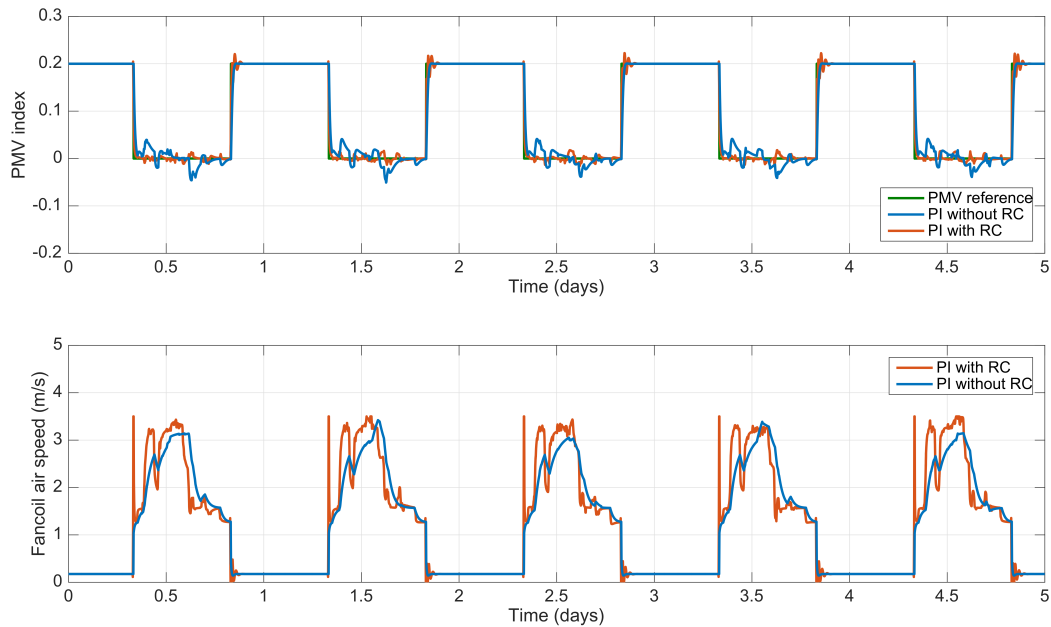 0.3
0.2
0.1
0
-0.1
-0.2
PMV index
PMV reference
PI without RC
PI with RC
0 0.5 1 1.5 2 2.5 3 3.5 4 4.5 5
Time (days)
5
4
3
2
1
0
Fancoil air speed (m/s)
PI with RC
PI without RC
0 0.5 1 1.5 2 2.5 3 3.5 4 4.5 5
Time (days)